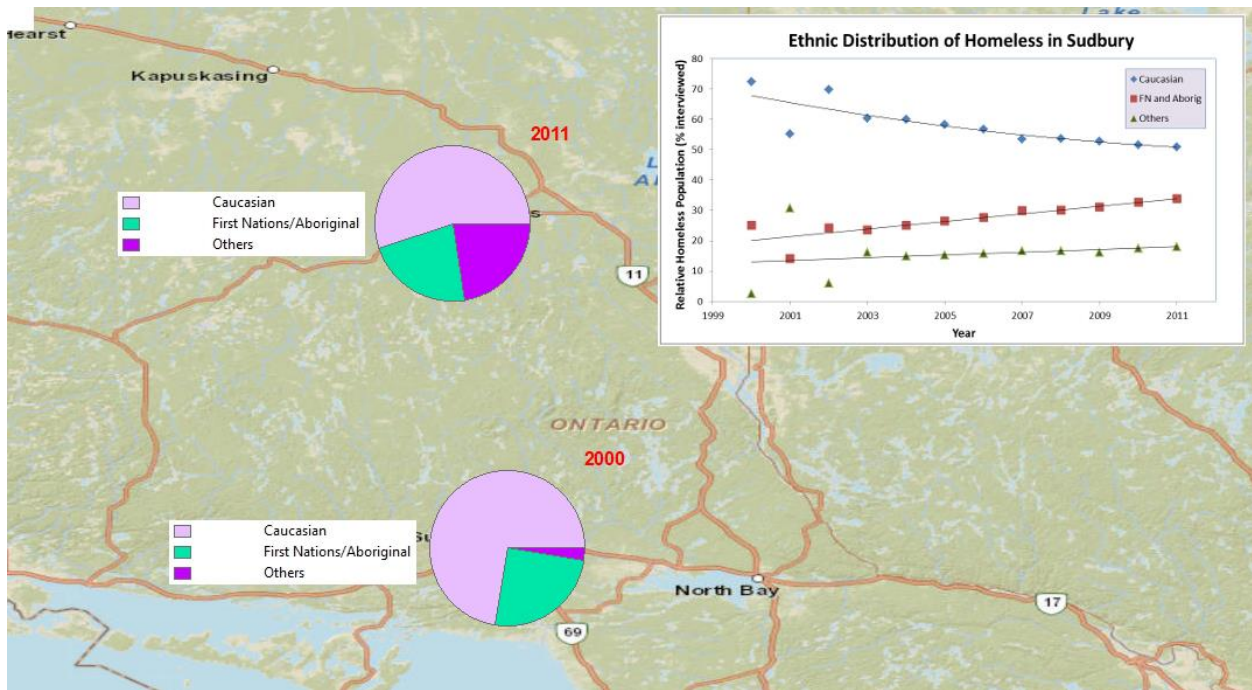 Hearst
Kapuskasing
Lake
2011
Caucasian
First Nations/Aboriginal
Others
11
Ethnic Distribution of Homeless in Sudbury
Relative Homeless Population (% interviewed)
80
70
60
50
40
30
20
10
0
1999
2001
2003
2005
2007
2009
2011
Year
Caucasian
FN and Aborig
Others
ONTARIO
2000
Caucasian
First Nations/Aboriginal
Others
Su
North Bay
17
69